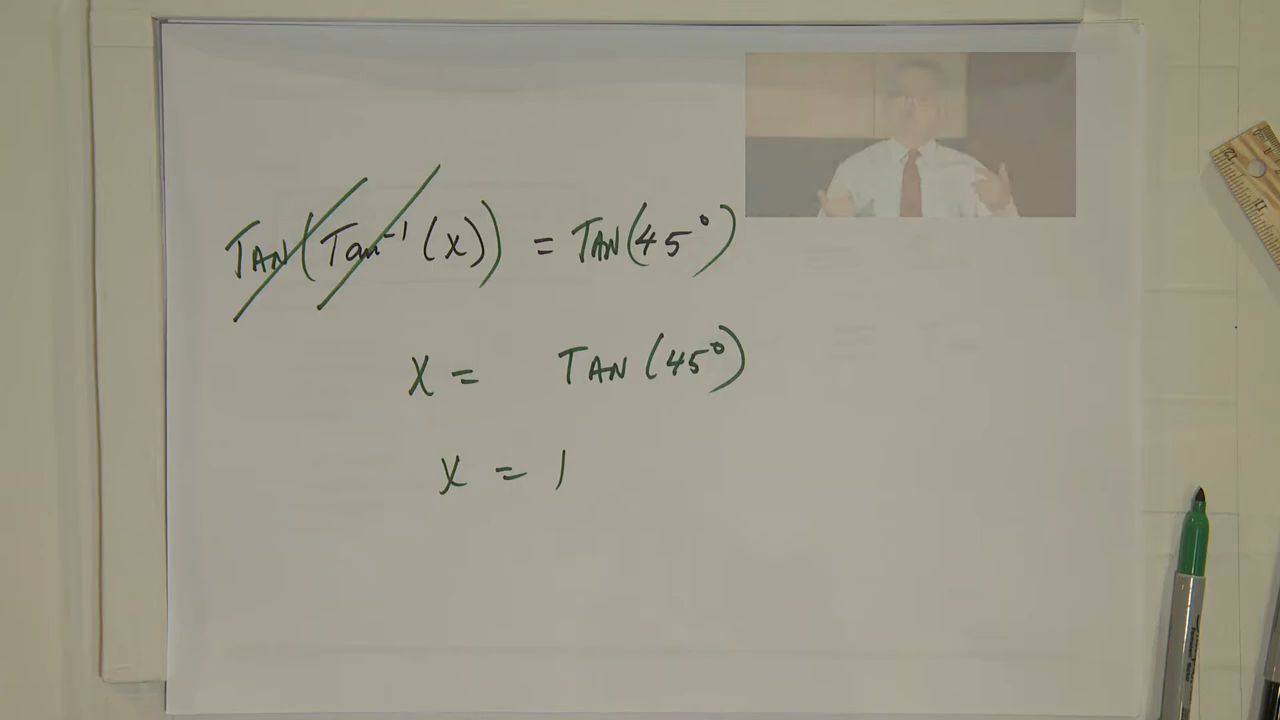 TAN(Tan⁻¹(x)) = TAN(45°)
x = TAN(45°)
x = 1